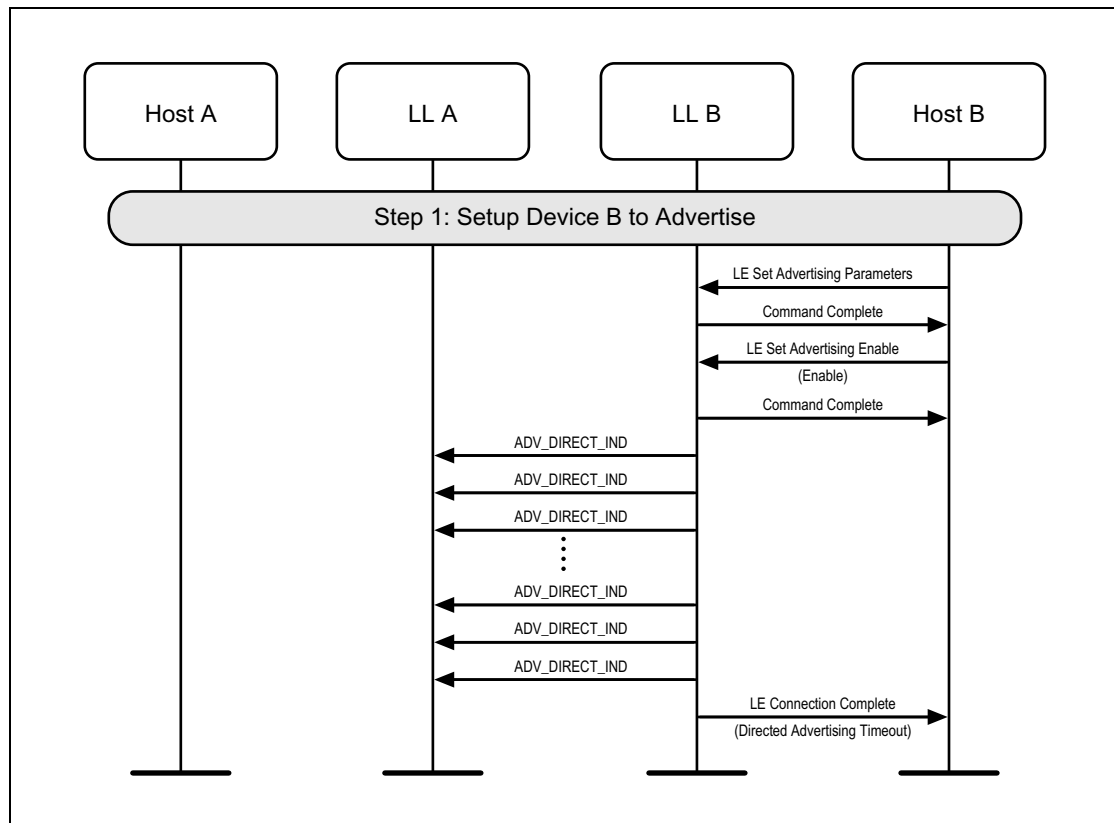 Host A
LL A
LL B
Host B
Step 1: Setup Device B to Advertise
LE Set Advertising Parameters
Command Complete
LE Set Advertising Enable
(Enable)
Command Complete
ADV_DIRECT_IND
ADV_DIRECT_IND
ADV_DIRECT_IND
ADV_DIRECT_IND
ADV_DIRECT_IND
ADV_DIRECT_IND
LE Connection Complete
(Directed Advertising Timeout)